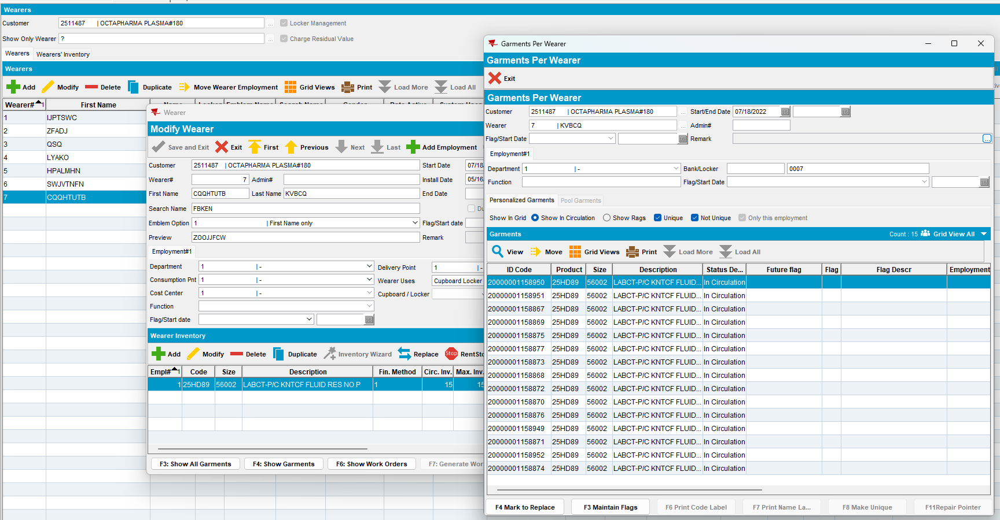 Wearers
Customer 2511487 | OCTAPHARMA PLASMA#180 ... Locker Management
Show Only Wearer ? ... Charge Residual Value
Wearers Wearers' Inventory
Wearers
Add Modify Delete Duplicate Move Wearer Employment Grid Views Print Load More Load All
Wearer# 1 First Name
1 IJPTSWC
2 ZFADJ
3 QSQ
4 LYAKO
5 HPALMHN
6 SWJVTNFN
7 CQQHTUTB
Wearer
Modify Wearer
Save and Exit Exit First Previous Next Last Add Employment
Customer 2511487 | OCTAPHARMA PLASMA#180 Start Date 07/18
Wearer# 7 Admin# Install Date 05/16
First Name CQQHTUTB Last Name KVBCQ End Date
Search Name FBKEN Du
Emblem Option 1 | First Name only Flag/Start date
Preview ZOOJJFCW Remark
Employment#1
Department 1 | - Delivery Point 1 | -
Consumption Pnt 1 | - Wearer Uses Cupboard Locker
Cost Center 1 | - Cupboard / Locker
Function
Flag/Start date 16
Wearer Inventory
Add Modify Delete Duplicate Inventory Wizard Replace Stop RentSto
Empl# 1 Code Size Description Fin. Method Circ. Inv. Max. Inv.
1 25HD89 56002 LABCT-P/C KNTCF FLUID RES NO P 1 15 15
F3: Show All Garments F4: Show Garments F6: Show Work Orders F7: Generate Wor
Garments Per Wearer
Garments Per Wearer
Exit
Garments Per Wearer
Customer 2511487 | OCTAPHARMA PLASMA#180 ... Start/End Date 07/18/2022 16 16
Wearer 7 | KVBCQ ... Admin#
Flag/Start Date 16 Remark ...
Employment#1
Department 1 | - Bank/Locker 0007
Function Flag/Start Date 16
Personalized Garments Pool Garments
Show In Grid Show In Circulation Show Rags Unique Not Unique Only this employment
Garments Count : 15 Grid View All
View Move Grid Views Print Load More Load All
ID Code Product Size Description Status De... Future flag Flag Flag Descr Employment
20000001158950 25HD89 56002 LABCT-P/C KNTCF FLUID... In Circulation
20000001158951 25HD89 56002 LABCT-P/C KNTCF FLUID... In Circulation
20000001158867 25HD89 56002 LABCT-P/C KNTCF FLUID... In Circulation
20000001158869 25HD89 56002 LABCT-P/C KNTCF FLUID... In Circulation
20000001158875 25HD89 56002 LABCT-P/C KNTCF FLUID... In Circulation
20000001158877 25HD89 56002 LABCT-P/C KNTCF FLUID... In Circulation
20000001158873 25HD89 56002 LABCT-P/C KNTCF FLUID... In Circulation
20000001158868 25HD89 56002 LABCT-P/C KNTCF FLUID... In Circulation
20000001158872 25HD89 56002 LABCT-P/C KNTCF FLUID... In Circulation
20000001158870 25HD89 56002 LABCT-P/C KNTCF FLUID... In Circulation
20000001158876 25HD89 56002 LABCT-P/C KNTCF FLUID... In Circulation
20000001158949 25HD89 56002 LABCT-P/C KNTCF FLUID... In Circulation
20000001158871 25HD89 56002 LABCT-P/C KNTCF FLUID... In Circulation
20000001158952 25HD89 56002 LABCT-P/C KNTCF FLUID... In Circulation
20000001158874 25HD89 56002 LABCT-P/C KNTCF FLUID... In Circulation
F4 Mark to Replace F3 Maintain Flags F6 Print Code Label F7 Print Name La... F8 Make Unique F11Repair Pointer